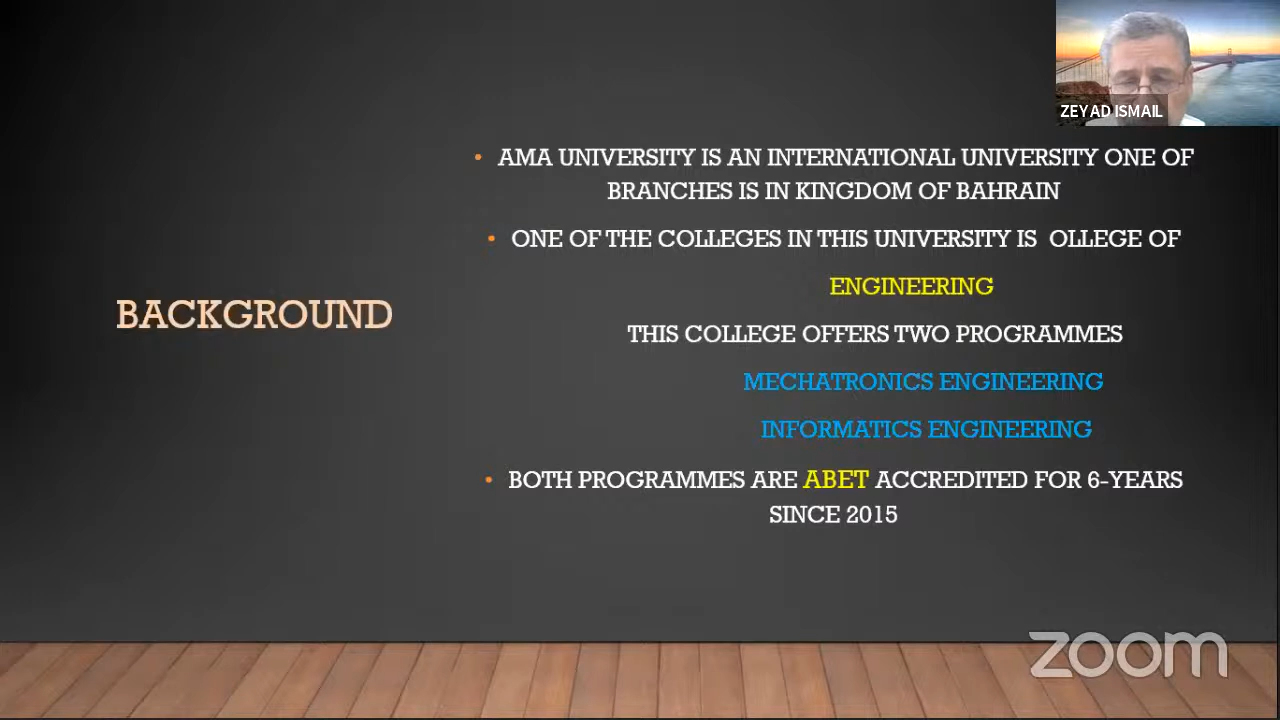 ZEYAD ISMAIL
AMA UNIVERSITY IS AN INTERNATIONAL UNIVERSITY ONE OF
BRANCHES IS IN KINGDOM OF BAHRAIN
ONE OF THE COLLEGES IN THIS UNIVERSITY IS OLLEGE OF
ENGINEERING
BACKGROUND
THIS COLLEGE OFFERS TWO PROGRAMMES
MECHATRONICS ENGINEERING
INFORMATICS ENGINEERING
BOTH PROGRAMMES ARE ABET ACCREDITED FOR 6-YEARS
SINCE 2015
zoom